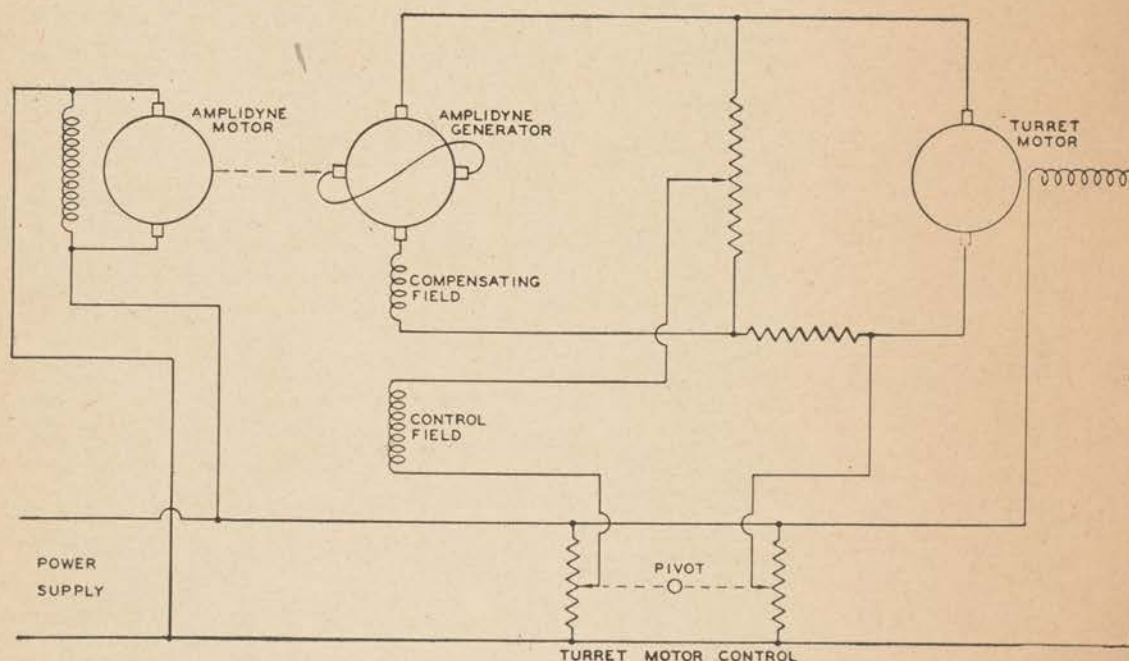 AMPLIDYNE
MOTOR
AMPLIDYNE
GENERATOR
TURRET
MOTOR
COMPENSATING
FIELD
CONTROL
FIELD
POWER
SUPPLY
PIVOT
TURRET MOTOR CONTROL